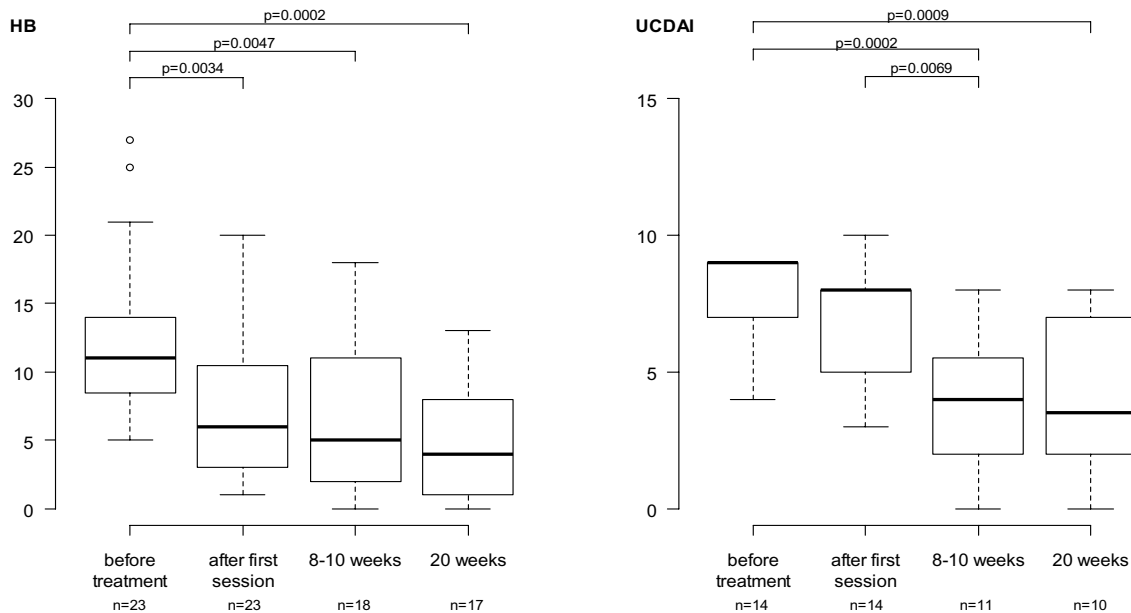 HB
p=0.0002
p=0.0047
p=0.0034
30
25
20
15
10
5
0
before treatment
after first session
8-10 weeks
20 weeks
n=23
n=23
n=18
n=17
UCDAI
p=0.0009
p=0.0002
p=0.0069
15
10
5
0
before treatment
after first session
8-10 weeks
20 weeks
n=14
n=14
n=11
n=10